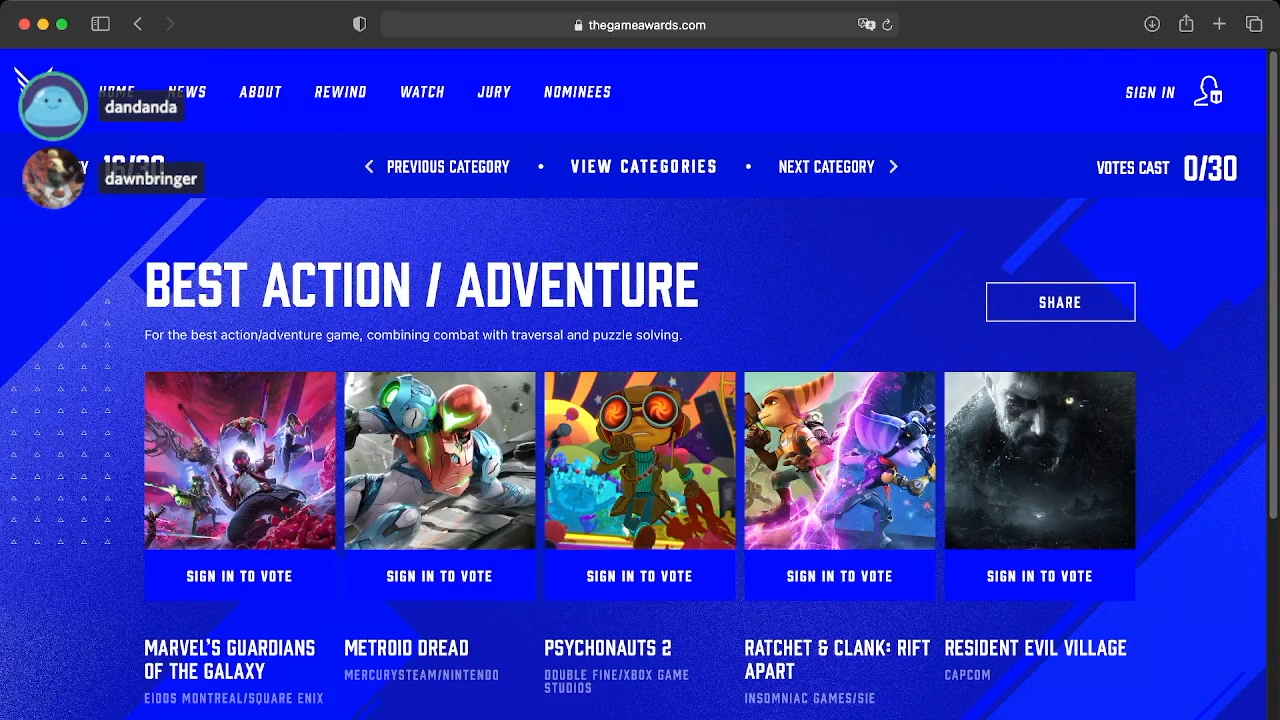 thegameawards.com
HOME NEWS ABOUT REWIND WATCH JURY NOMINEES
SIGN IN
dandanda
PREVIOUS CATEGORY • VIEW CATEGORIES • NEXT CATEGORY
VOTES CAST 0/30
dawnbringer
BEST ACTION / ADVENTURE
SHARE
For the best action/adventure game, combining combat with traversal and puzzle solving.
SIGN IN TO VOTE SIGN IN TO VOTE SIGN IN TO VOTE SIGN IN TO VOTE SIGN IN TO VOTE
MARVEL'S GUARDIANS
OF THE GALAXY
EIDOS MONTREAL/SQUARE ENIX
METROID DREAD
MERCURYSTEAM/NINTENDO
PSYCHONAUTS 2
DOUBLE FINE/XBOX GAME
STUDIOS
RATCHET & CLANK: RIFT
APART
INSOMNIAC GAMES/SIE
RESIDENT EVIL VILLAGE
CAPCOM